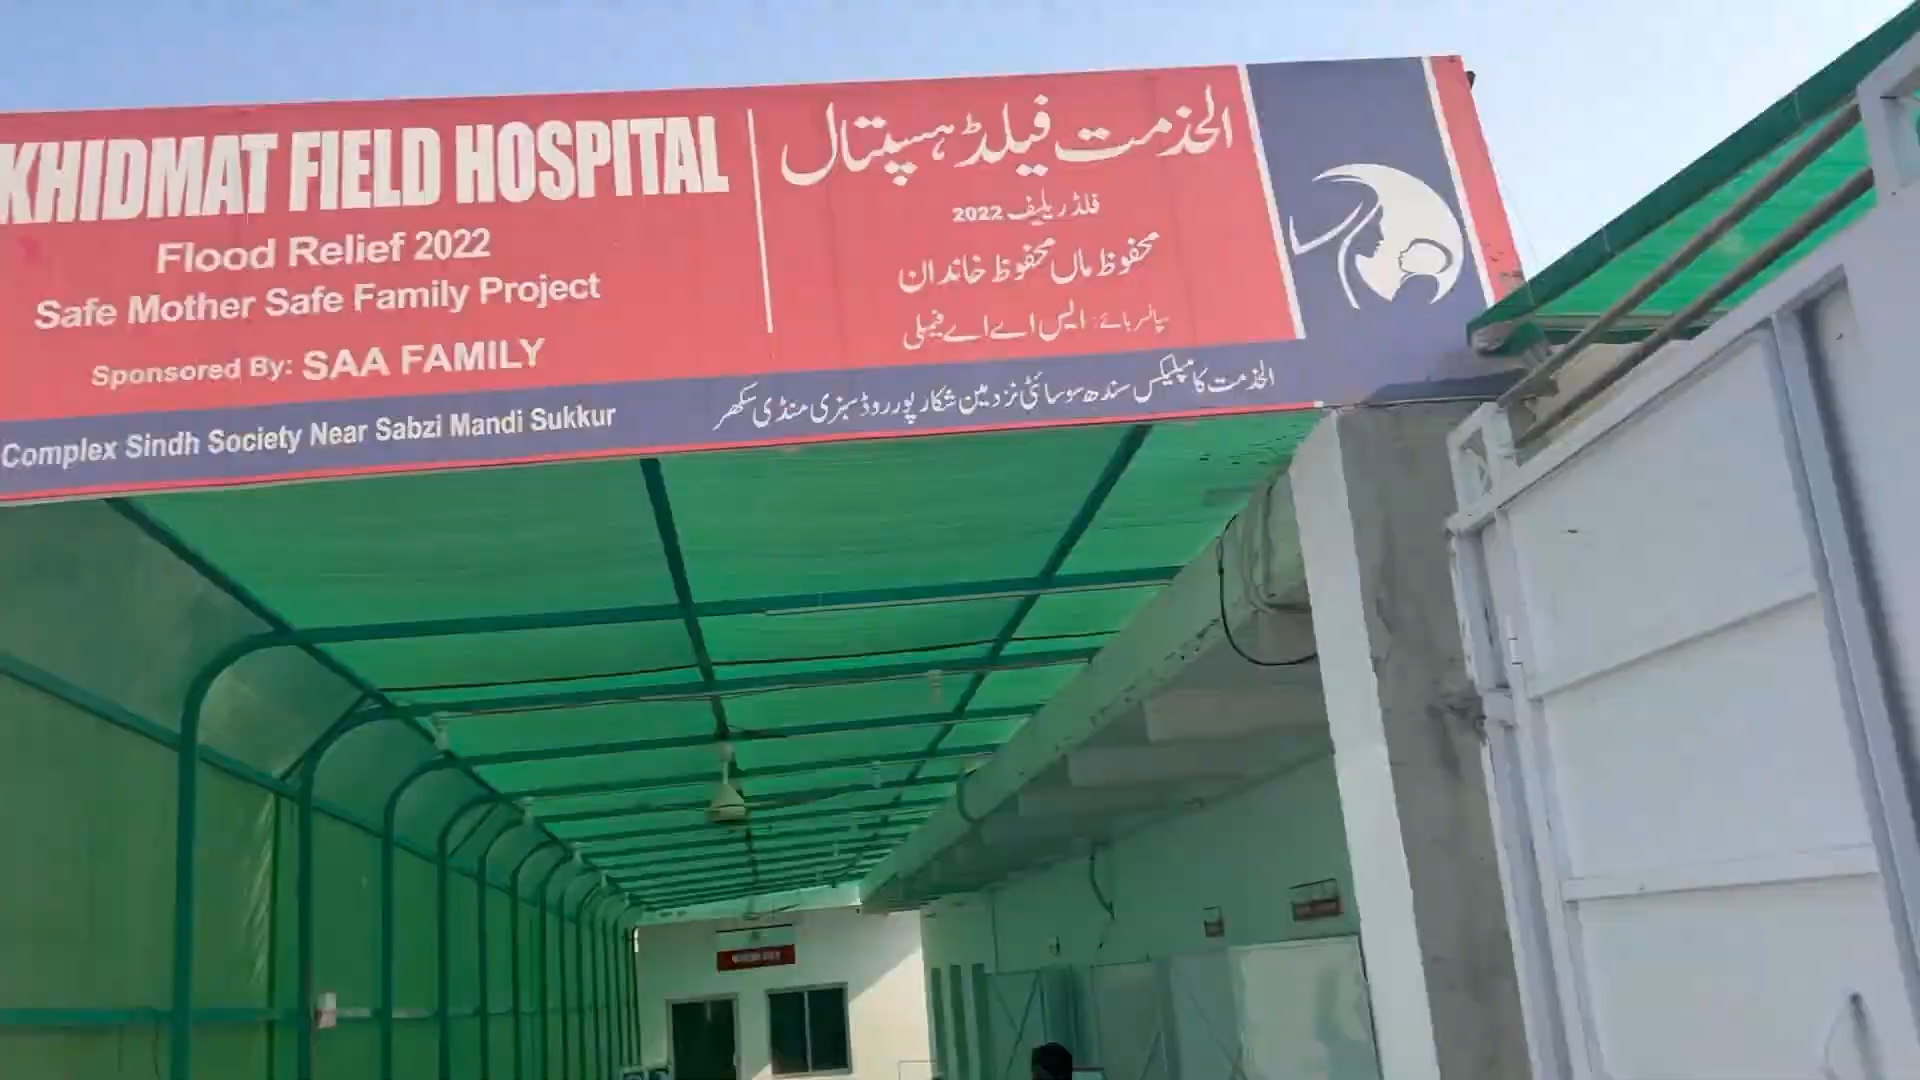 KHIDMAT FIELD HOSPITAL
Flood Relief 2022
Safe Mother Safe Family Project
Sponsored By: SAA FAMILY
Complex Sindh Society Near Sabzi Mandi Sukkur
الخدمت فیلڈ ہسپتال
فلڈ ریلیف 2022
محفوظ ماں محفوظ خاندان
سپانسر بائے: ایس اے اے فیملی
الخدمت کامپلیکس سندھ سوسائٹی نزد مین شکارپور روڈ سبزی منڈی سکھر